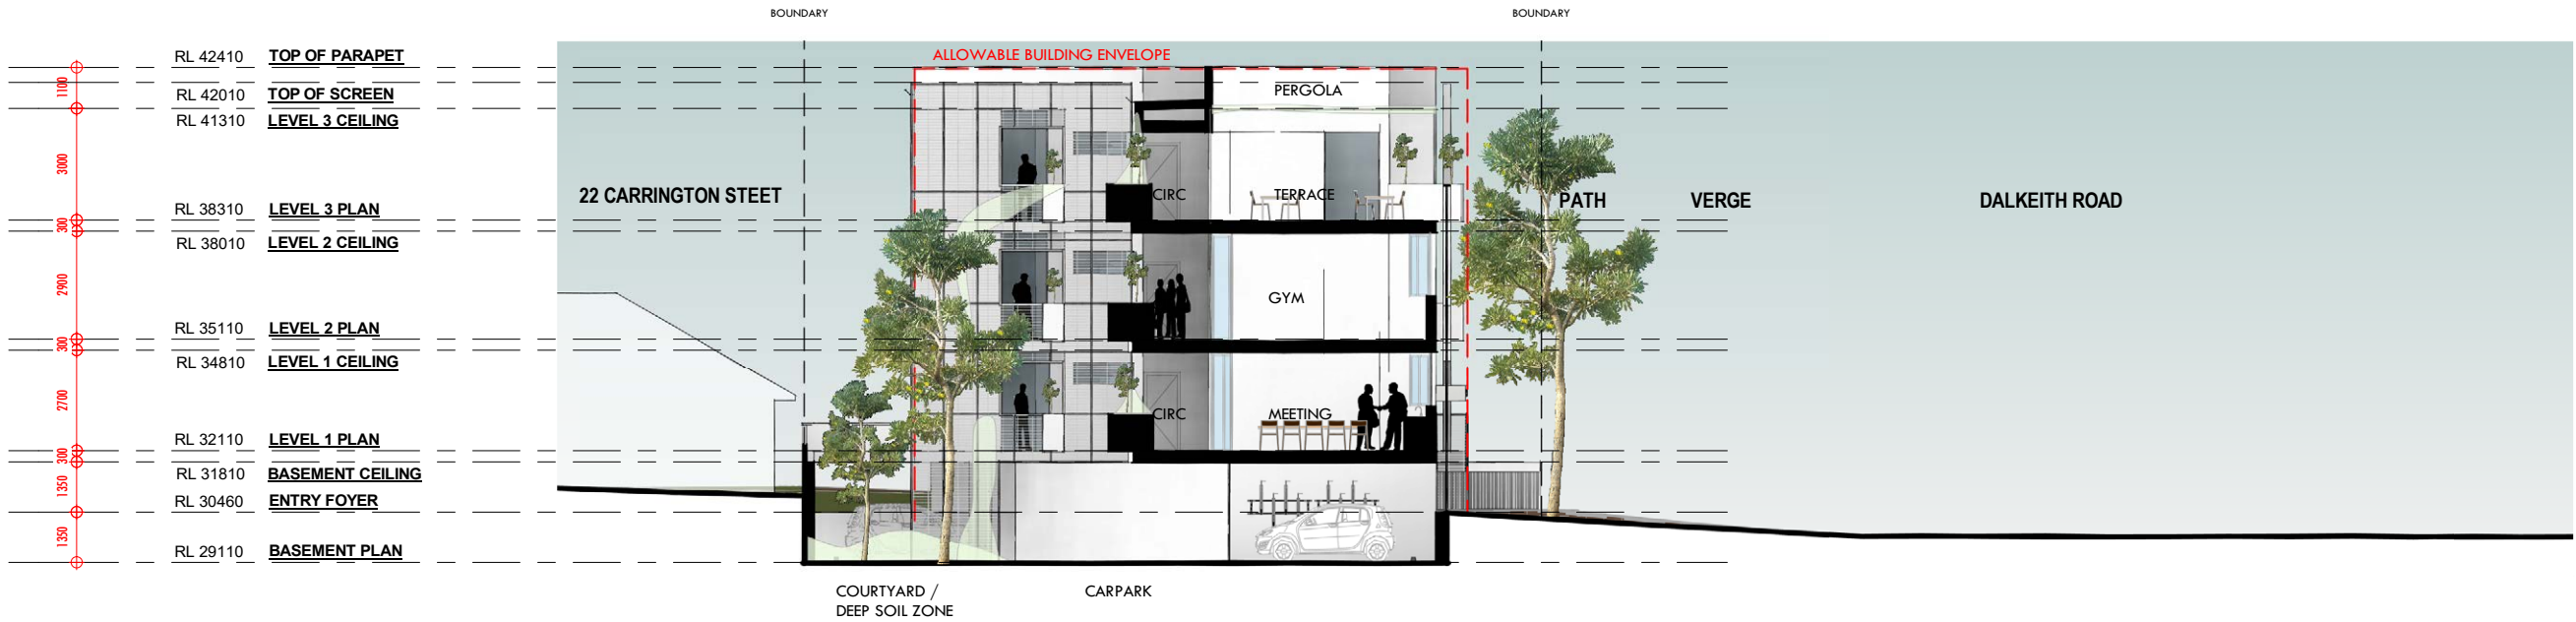 BOUNDARY
BOUNDARY
RL 42410 TOP OF PARAPET
ALLOWABLE BUILDING ENVELOPE
1100
RL 42010 TOP OF SCREEN
PERGOLA
RL 41310 LEVEL 3 CEILING
3000
22 CARRINGTON STEET
CIRC
TERRACE
PATH
VERGE
DALKEITH ROAD
RL 38310 LEVEL 3 PLAN
300
RL 38010 LEVEL 2 CEILING
2900
GYM
RL 35110 LEVEL 2 PLAN
300
RL 34810 LEVEL 1 CEILING
2700
CIRC
MEETING
RL 32110 LEVEL 1 PLAN
300
RL 31810 BASEMENT CEILING
1350
RL 30460 ENTRY FOYER
1350
RL 29110 BASEMENT PLAN
COURTYARD /
DEEP SOIL ZONE
CARPARK